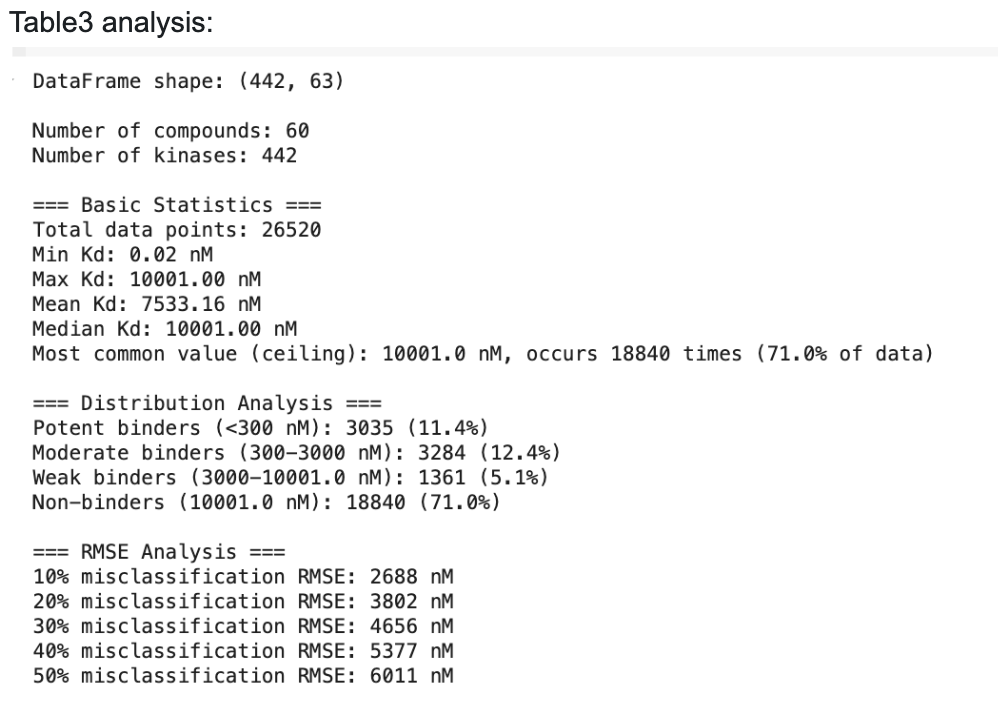 Table3 analysis:
DataFrame shape: (442, 63)
Number of compounds: 60
Number of kinases: 442
=== Basic Statistics ===
Total data points: 26520
Min Kd: 0.02 nM
Max Kd: 10001.00 nM
Mean Kd: 7533.16 nM
Median Kd: 10001.00 nM
Most common value (ceiling): 10001.0 nM, occurs 18840 times (71.0% of data)
=== Distribution Analysis ===
Potent binders (<300 nM): 3035 (11.4%)
Moderate binders (300–3000 nM): 3284 (12.4%)
Weak binders (3000–10001.0 nM): 1361 (5.1%)
Non–binders (10001.0 nM): 18840 (71.0%)
=== RMSE Analysis ===
10% misclassification RMSE: 2688 nM
20% misclassification RMSE: 3802 nM
30% misclassification RMSE: 4656 nM
40% misclassification RMSE: 5377 nM
50% misclassification RMSE: 6011 nM